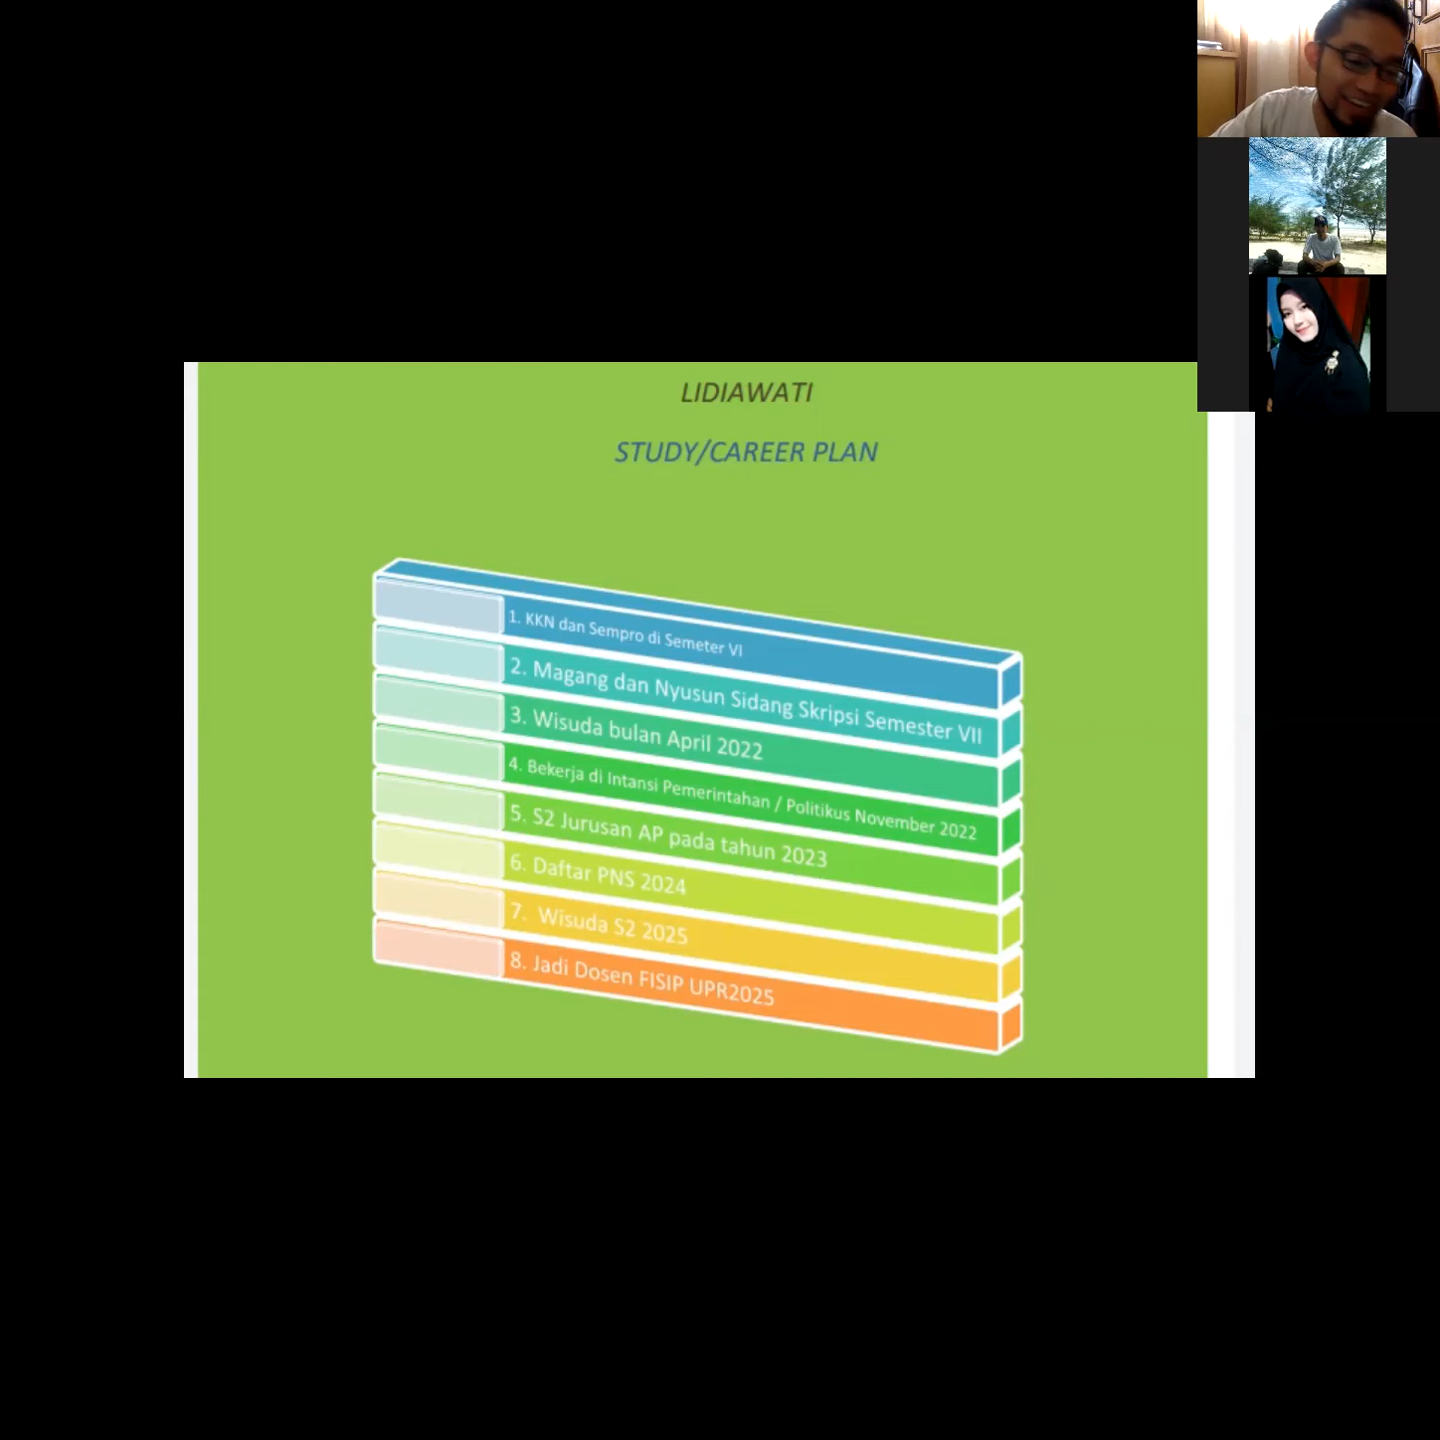 LIDIAWATI
STUDY/CAREER PLAN
1. KKN dan Sempro di Semeter VI
2. Magang dan Nyusun Sidang Skripsi Semester VII
3. Wisuda bulan April 2022
4. Bekerja di Intansi Pemerintahan / Politikus November 2022
5. S2 Jurusan AP pada tahun 2023
6. Daftar PNS 2024
7. Wisuda S2 2025
8. Jadi Dosen FISIP UPR2025